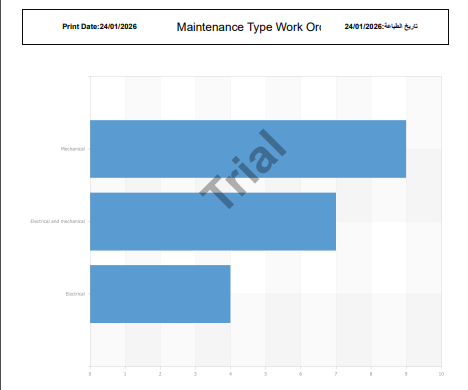 Print Date:24/01/2026
Maintenance Type Work Or
تاريخ الطباعة:24/01/2026
Mechanical
Electrical and mechanical
Electrical
Trial
0 1 2 3 4 5 6 7 8 9 10